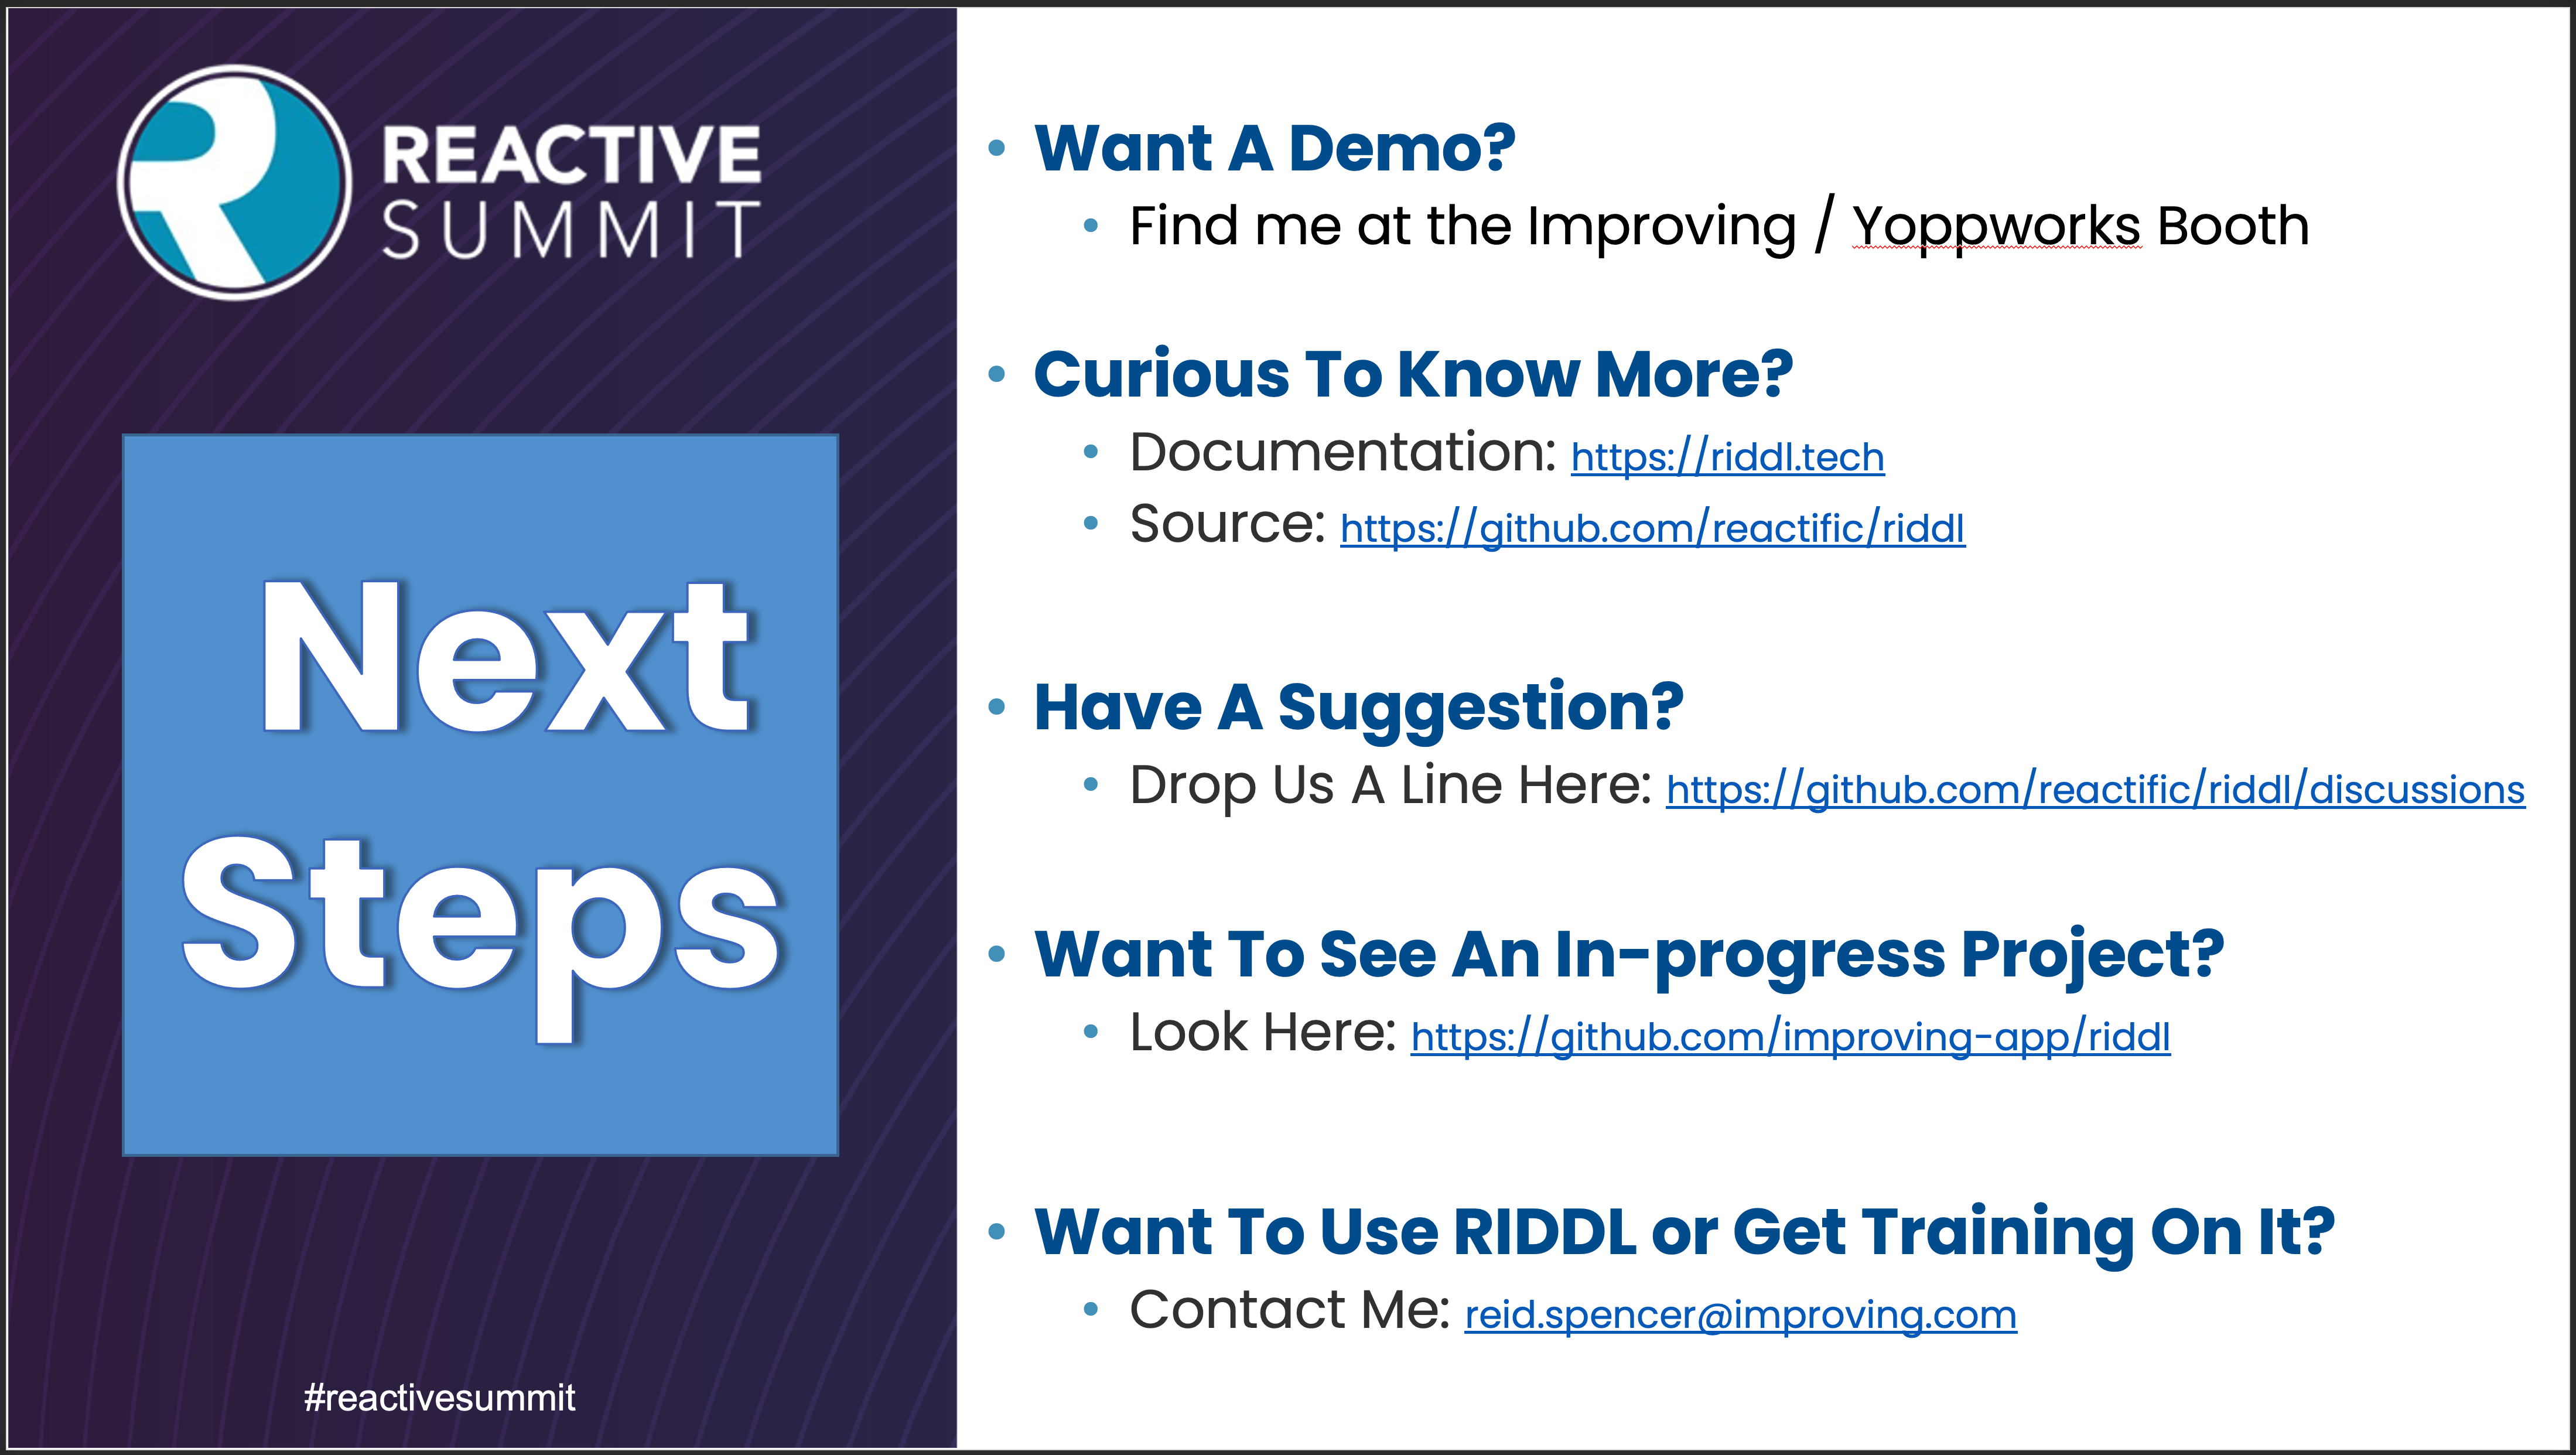 REACTIVE
SUMMIT
Next
Steps
#reactivesummit
• Want A Demo?
• Find me at the Improving / Yoppworks Booth
• Curious To Know More?
• Documentation: https://riddl.tech
• Source: https://github.com/reactific/riddl
• Have A Suggestion?
• Drop Us A Line Here: https://github.com/reactific/riddl/discussions
• Want To See An In-progress Project?
• Look Here: https://github.com/improving-app/riddl
• Want To Use RIDDL or Get Training On It?
• Contact Me: reid.spencer@improving.com